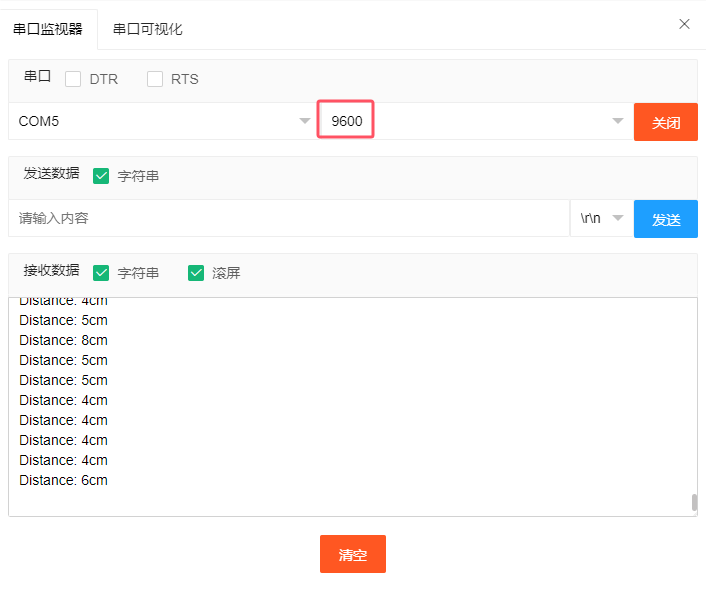 串口监视器 串口可视化
串口 DTR RTS
COM5 9600 关闭
发送数据 字符串
请输入内容 \r\n 发送
接收数据 字符串 滚屏
Distance: 4cm
Distance: 5cm
Distance: 8cm
Distance: 5cm
Distance: 5cm
Distance: 4cm
Distance: 4cm
Distance: 4cm
Distance: 4cm
Distance: 6cm
清空